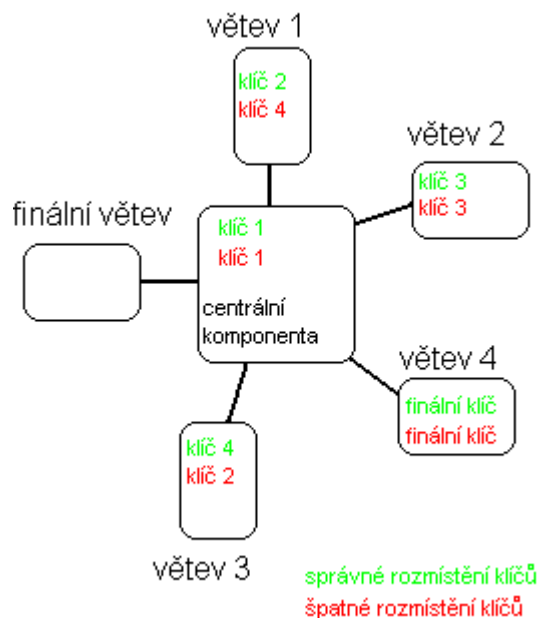 větev 1
klíč 2
klíč 4
větev 2
klíč 3
klíč 3
finální větev
klíč 1
klíč 1
centrální
komponenta
větev 4
finální klíč
finální klíč
klíč 4
klíč 2
větev 3
správné rozmístění klíčů
špatné rozmístění klíčů